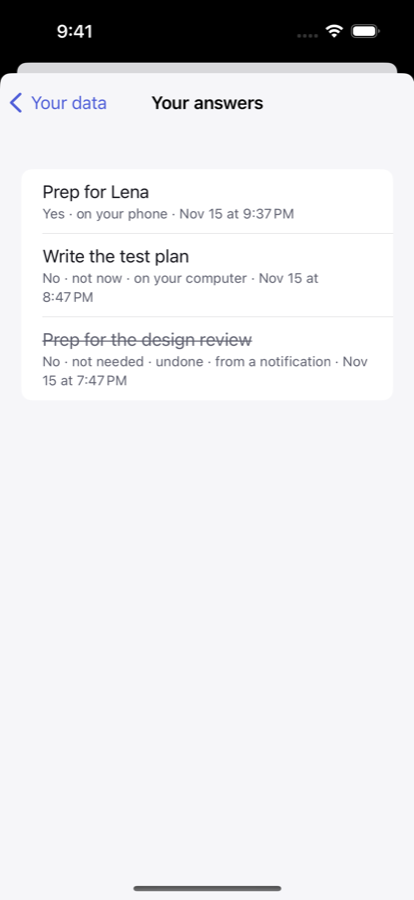 9:41
Your data
Your answers
Prep for Lena
Yes · on your phone · Nov 15 at 9:37 PM
Write the test plan
No · not now · on your computer · Nov 15 at
8:47 PM
Prep for the design review
No · not needed · undone · from a notification · Nov
15 at 7:47 PM